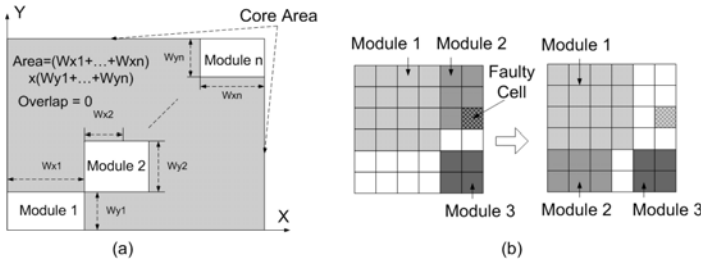 Y
Core Area
Area=(Wx1+...+Wxn)
x(Wy1+...+Wyn)
Overlap = 0
Wyn
Module n
Wxn
Wx2
Wx1
Module 2
Wy2
Module 1
Wy1
X
(a)
Module 1
Module 2
Faulty
Cell
Module 3
Module 1
Module 2
Module 3
(b)